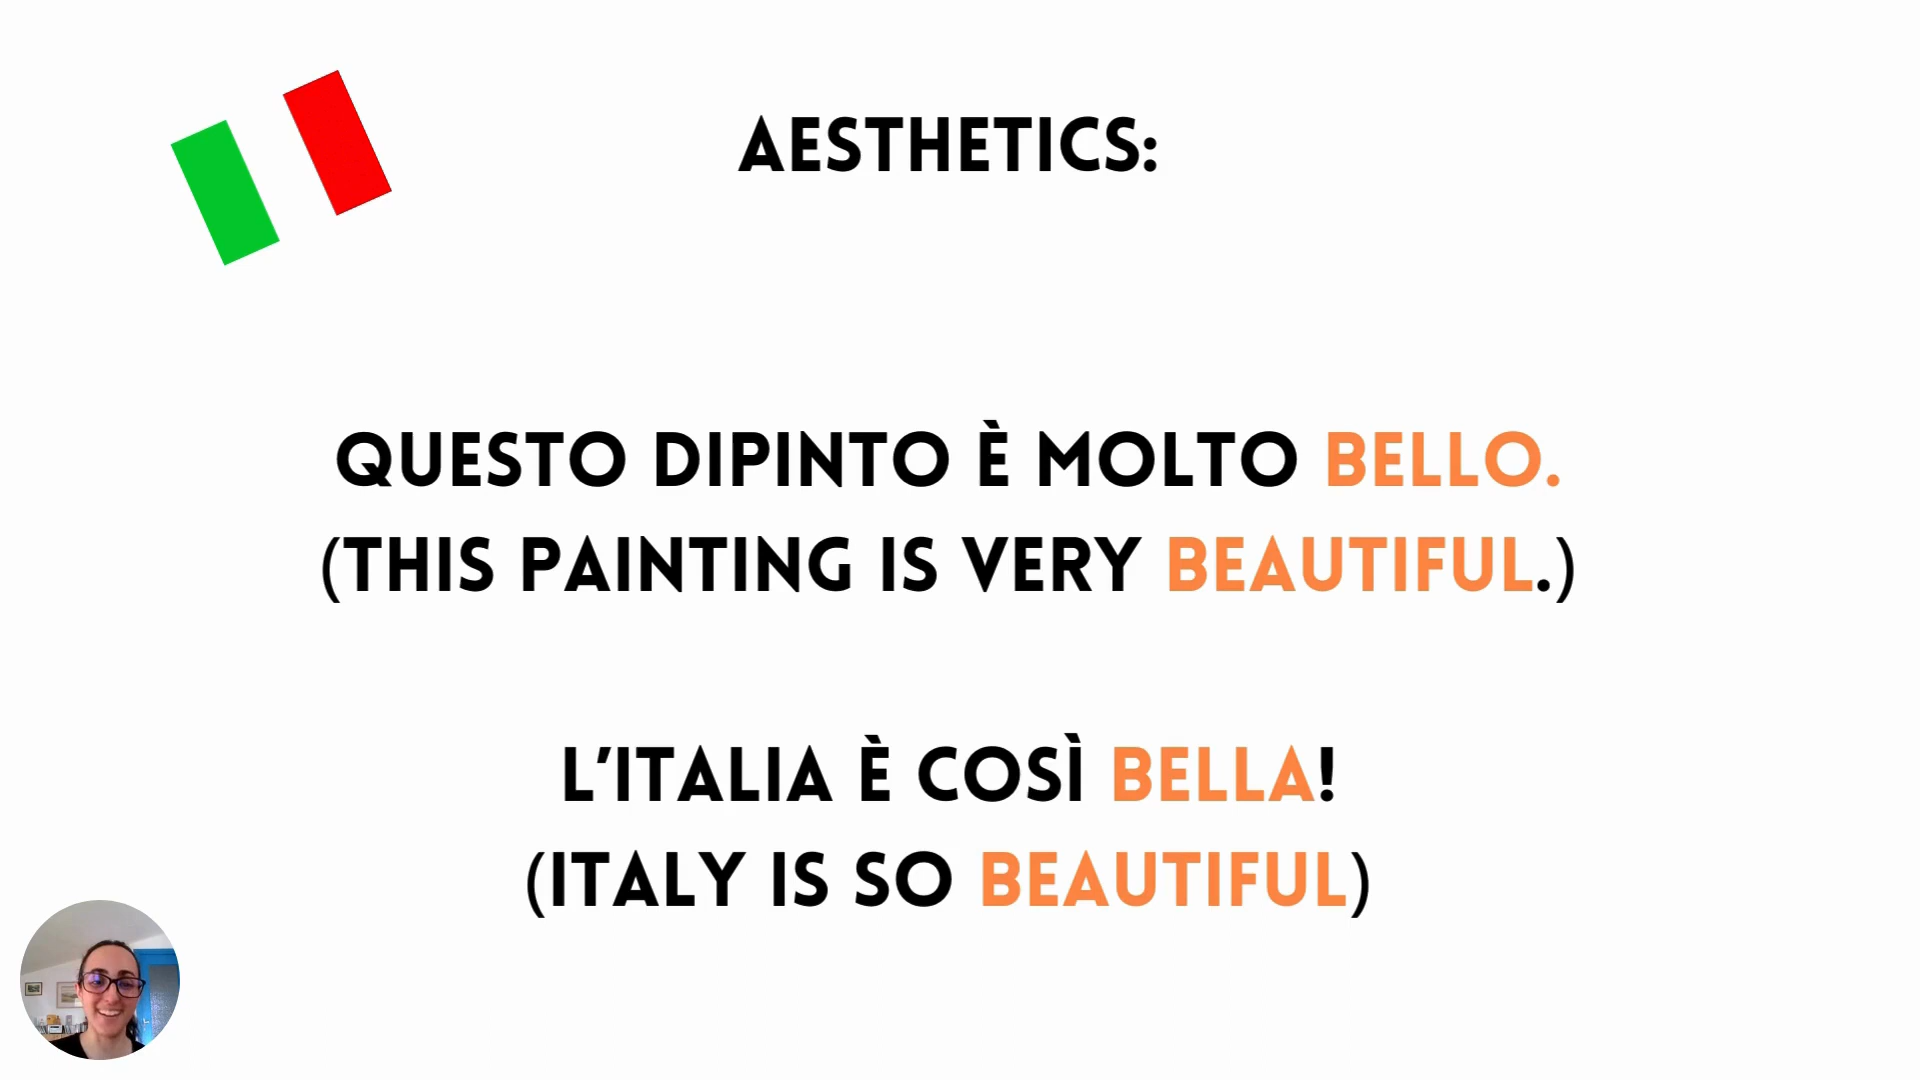 AESTHETICS:
QUESTO DIPINTO È MOLTO BELLO.
(THIS PAINTING IS VERY BEAUTIFUL.)
L’ITALIA È COSÌ BELLA!
(ITALY IS SO BEAUTIFUL)